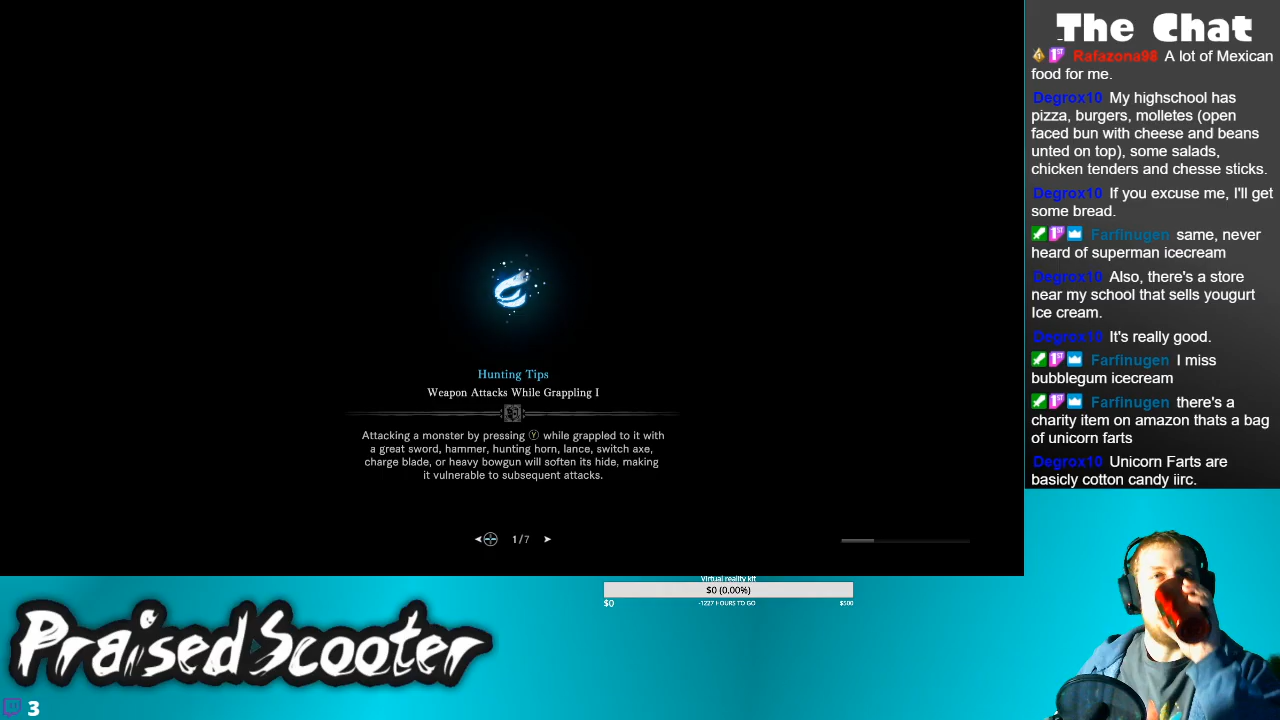 The Chat
Rafazona98 A lot of Mexican
food for me.
Degrox10 My highschool has
pizza, burgers, molletes (open
faced bun with cheese and beans
unted on top), some salads,
chicken tenders and chesse sticks.
Degrox10 If you excuse me, I'll get
some bread.
Farfinugen same, never
heard of superman icecream
Degrox10 Also, there's a store
near my school that sells yougurt
Ice cream.
Degrox10 It's really good.
Farfinugen I miss
bubblegum icecream
Farfinugen there's a
charity item on amazon thats a bag
of unicorn farts
Degrox10 Unicorn Farts are
basicly cotton candy iirc.
Hunting Tips
Weapon Attacks While Grappling I
Attacking a monster by pressing Y while grappled to it with
a great sword, hammer, hunting horn, lance, switch axe,
charge blade, or heavy bowgun will soften its hide, making
it vulnerable to subsequent attacks.
1/7
Virtual reality kit
$0 (0.00%)
$0 -1227 HOURS TO GO $500
Praised Scooter
3